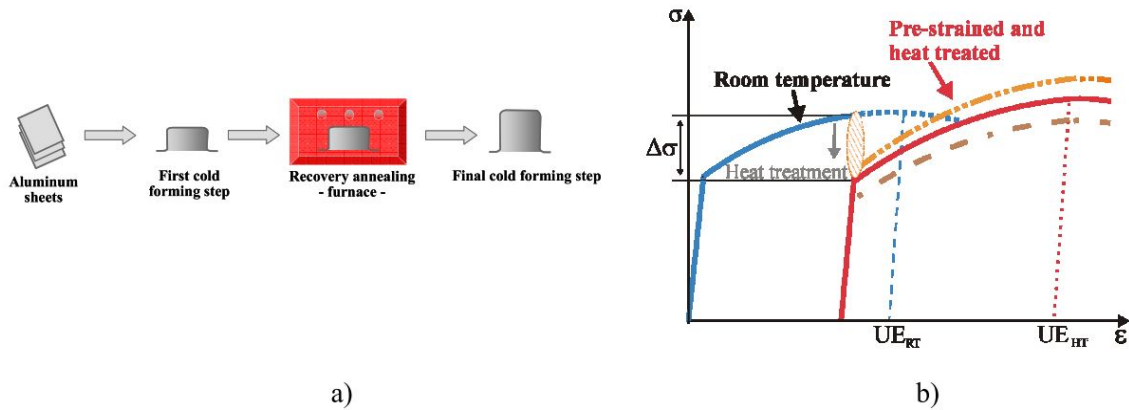 Aluminum
sheets
First cold
forming step
Recovery annealing
- furnace -
Final cold forming step
a)
σ
Pre-strained and
heat treated
Room temperature
Δσ
Heat treatment
UE_RT
UE_HT
ε
b)